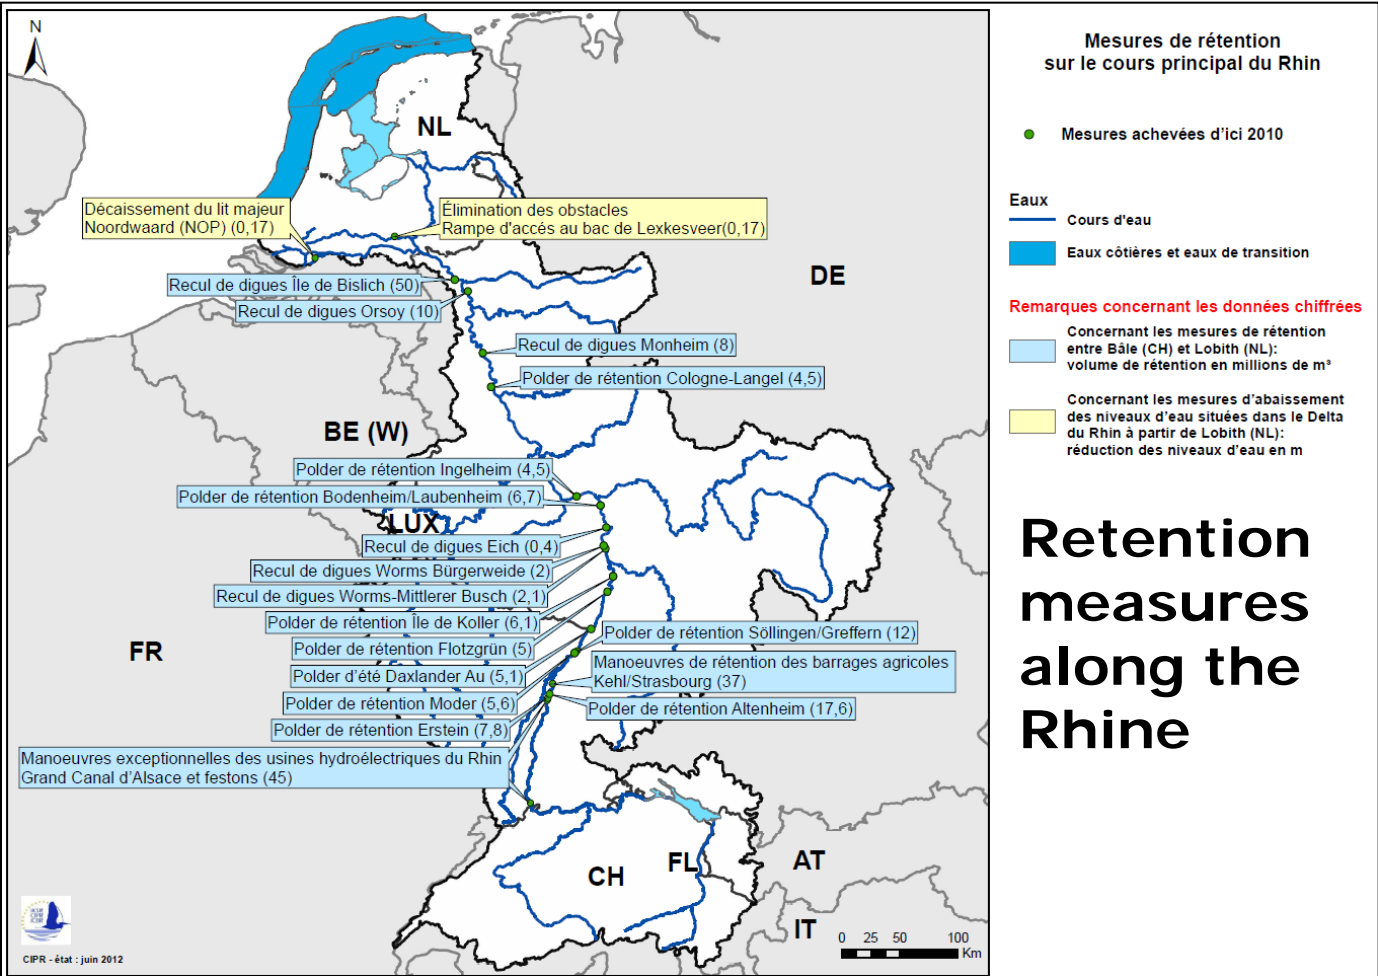 N
NL
Décaissement du lit majeur
Noordwaard (NOP) (0,17)
Élimination des obstacles
Rampe d'accés au bac de Lexkesveer(0,17)
DE
Recul de digues Île de Bislich (50)
Recul de digues Orsoy (10)
Recul de digues Monheim (8)
Polder de rétention Cologne-Langel (4,5)
BE (W)
Polder de rétention Ingelheim (4,5)
Polder de rétention Bodenheim/Laubenheim (6,7)
LUX
Recul de digues Eich (0,4)
Recul de digues Worms Bürgerweide (2)
Recul de digues Worms-Mittlerer Busch (2,1)
Polder de rétention Île de Koller (6,1)
Polder de rétention Flotzgrün (5)
FR
Polder de rétention Söllingen/Greffern (12)
Polder d'été Daxlander Au (5,1)
Manoeuvres de rétention des barrages agricoles
Kehl/Strasbourg (37)
Polder de rétention Moder (5,6)
Polder de rétention Altenheim (17,6)
Polder de rétention Erstein (7,8)
Manoeuvres exceptionnelles des usines hydroélectriques du Rhin
Grand Canal d'Alsace et festons (45)
CH
FL
AT
IT
0 25 50 100
Km
CIPR - état : juin 2012
Mesures de rétention
sur le cours principal du Rhin
Mesures achevées d'ici 2010
Eaux
Cours d'eau
Eaux côtières et eaux de transition
Remarques concernant les données chiffrées
Concernant les mesures de rétention
entre Bâle (CH) et Lobith (NL):
volume de rétention en millions de m³
Concernant les mesures d'abaissement
des niveaux d'eau situées dans le Delta
du Rhin à partir de Lobith (NL):
réduction des niveaux d'eau en m
Retention
measures
along the
Rhine